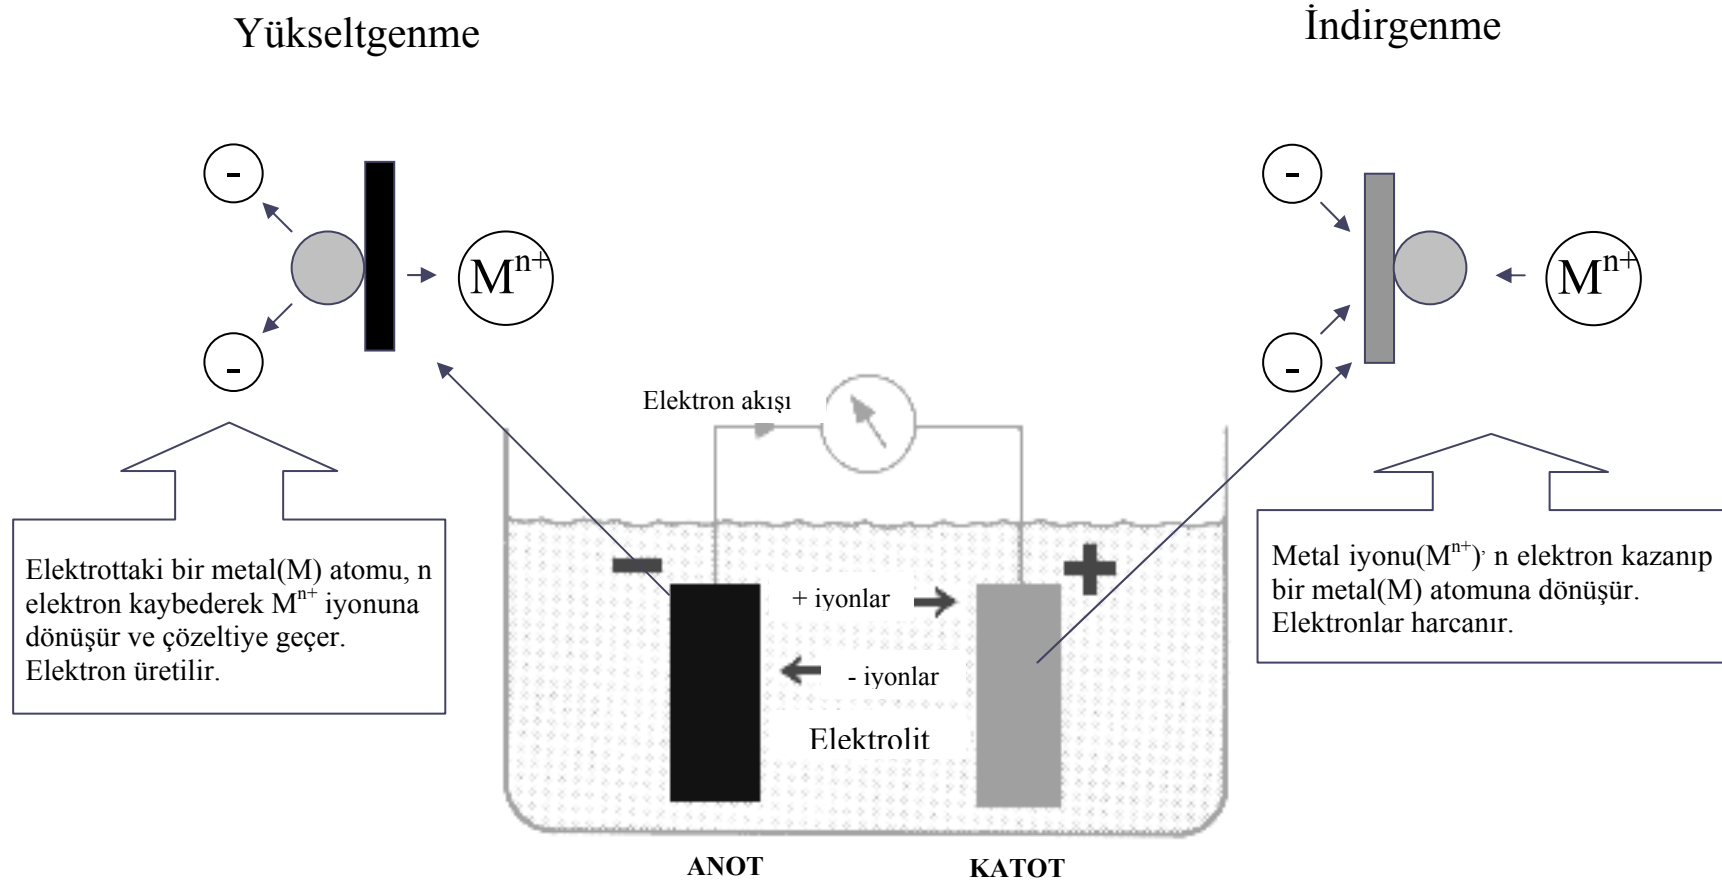 Yükseltgenme
İndirgenme
-
-
Mⁿ⁺
-
-
Mⁿ⁺
Elektron akışı
Elektrottaki bir metal(M) atomu, n
elektron kaybederek Mⁿ⁺ iyonuna
dönüşür ve çözeltiye geçer.
Elektron üretilir.
Metal iyonu(Mⁿ⁺), n elektron kazanıp
bir metal(M) atomuna dönüşür.
Elektronlar harcanır.
−
+
+ iyonlar
- iyonlar
Elektrolit
ANOT
KATOT